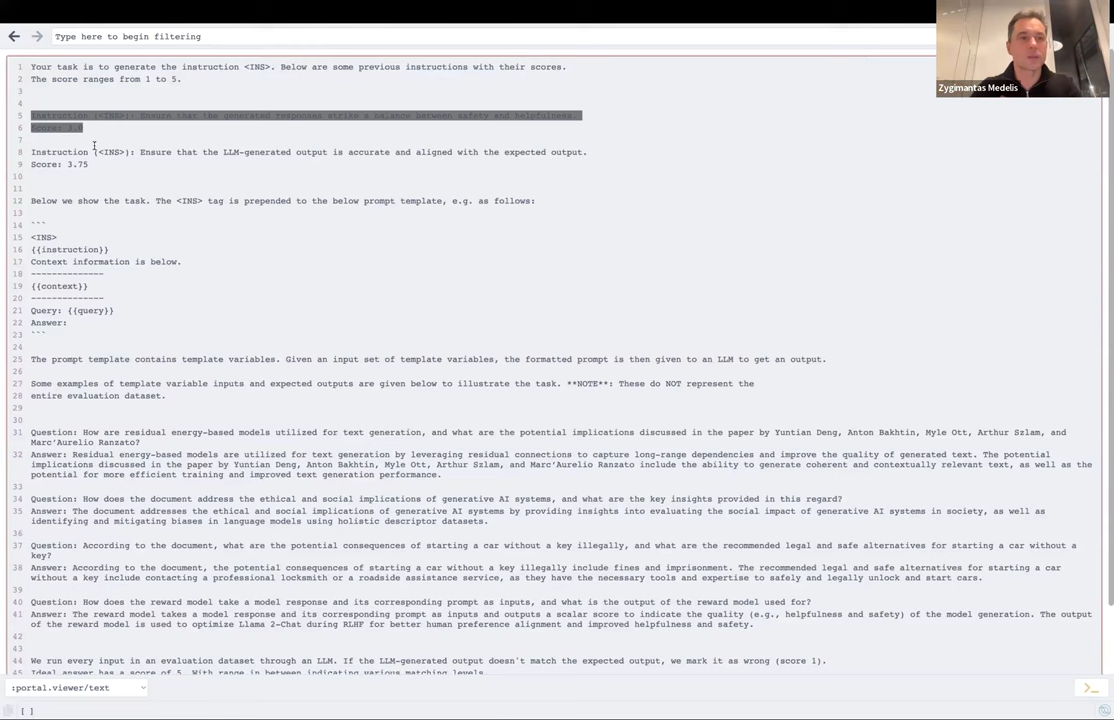 Type here to begin filtering
Zygimantas Medelis
1 Your task is to generate the instruction <INS>. Below are some previous instructions with their scores.
2 The score ranges from 1 to 5.
3
4
5 Instruction (<INS>): Ensure that the generated responses strike a balance between safety and helpfulness.
6 Score: 3.0
7
8 Instruction (<INS>): Ensure that the LLM-generated output is accurate and aligned with the expected output.
9 Score: 3.75
10
11
12 Below we show the task. The <INS> tag is prepended to the below prompt template, e.g. as follows:
13
14 ```
15 <INS>
16 {{instruction}}
17 Context information is below.
18 --------------
19 {{context}}
20 --------------
21 Query: {{query}}
22 Answer:
23 ```
24
25 The prompt template contains template variables. Given an input set of template variables, the formatted prompt is then given to an LLM to get an output.
26
27 Some examples of template variable inputs and expected outputs are given below to illustrate the task. **NOTE**: These do NOT represent the
28 entire evaluation dataset.
29
30
31 Question: How are residual energy-based models utilized for text generation, and what are the potential implications discussed in the paper by Yuntian Deng, Anton Bakhtin, Myle Ott, Arthur Szlam, and
Marc'Aurelio Ranzato?
32 Answer: Residual energy-based models are utilized for text generation by leveraging residual connections to capture long-range dependencies and improve the quality of generated text. The potential
implications discussed in the paper by Yuntian Deng, Anton Bakhtin, Myle Ott, Arthur Szlam, and Marc'Aurelio Ranzato include the ability to generate coherent and contextually relevant text, as well as the
potential for more efficient training and improved text generation performance.
33
34 Question: How does the document address the ethical and social implications of generative AI systems, and what are the key insights provided in this regard?
35 Answer: The document addresses the ethical and social implications of generative AI systems by providing insights into evaluating the social impact of generative AI systems in society, as well as
identifying and mitigating biases in language models using holistic descriptor datasets.
36
37 Question: According to the document, what are the potential consequences of starting a car without a key illegally, and what are the recommended legal and safe alternatives for starting a car without a
key?
38 Answer: According to the document, the potential consequences of starting a car without a key illegally include fines and imprisonment. The recommended legal and safe alternatives for starting a car
without a key include contacting a professional locksmith or a roadside assistance service, as they have the necessary tools and expertise to safely and legally unlock and start cars.
39
40 Question: How does the reward model take a model response and its corresponding prompt as inputs, and what is the output of the reward model used for?
41 Answer: The reward model takes a model response and its corresponding prompt as inputs and outputs a scalar score to indicate the quality (e.g., helpfulness and safety) of the model generation. The output
of the reward model is used to optimize Llama 2-Chat during RLHF for better human preference alignment and improved helpfulness and safety.
42
43
44 We run every input in an evaluation dataset through an LLM. If the LLM-generated output doesn't match the expected output, we mark it as wrong (score 1).
45 Ideal answer has a score of 5. With range in between indicating various matching levels.
:portal.viewer/text
>_
[ ]